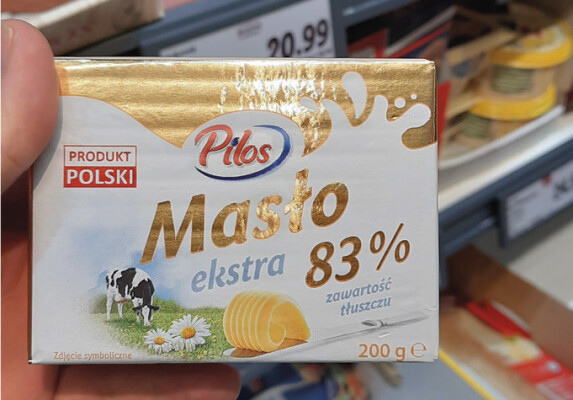 20.99
Pilos
PRODUKT
POLSKI
Masło
ekstra
83%
zawartość
tłuszczu
Zdjęcie symboliczne
200 g ℮